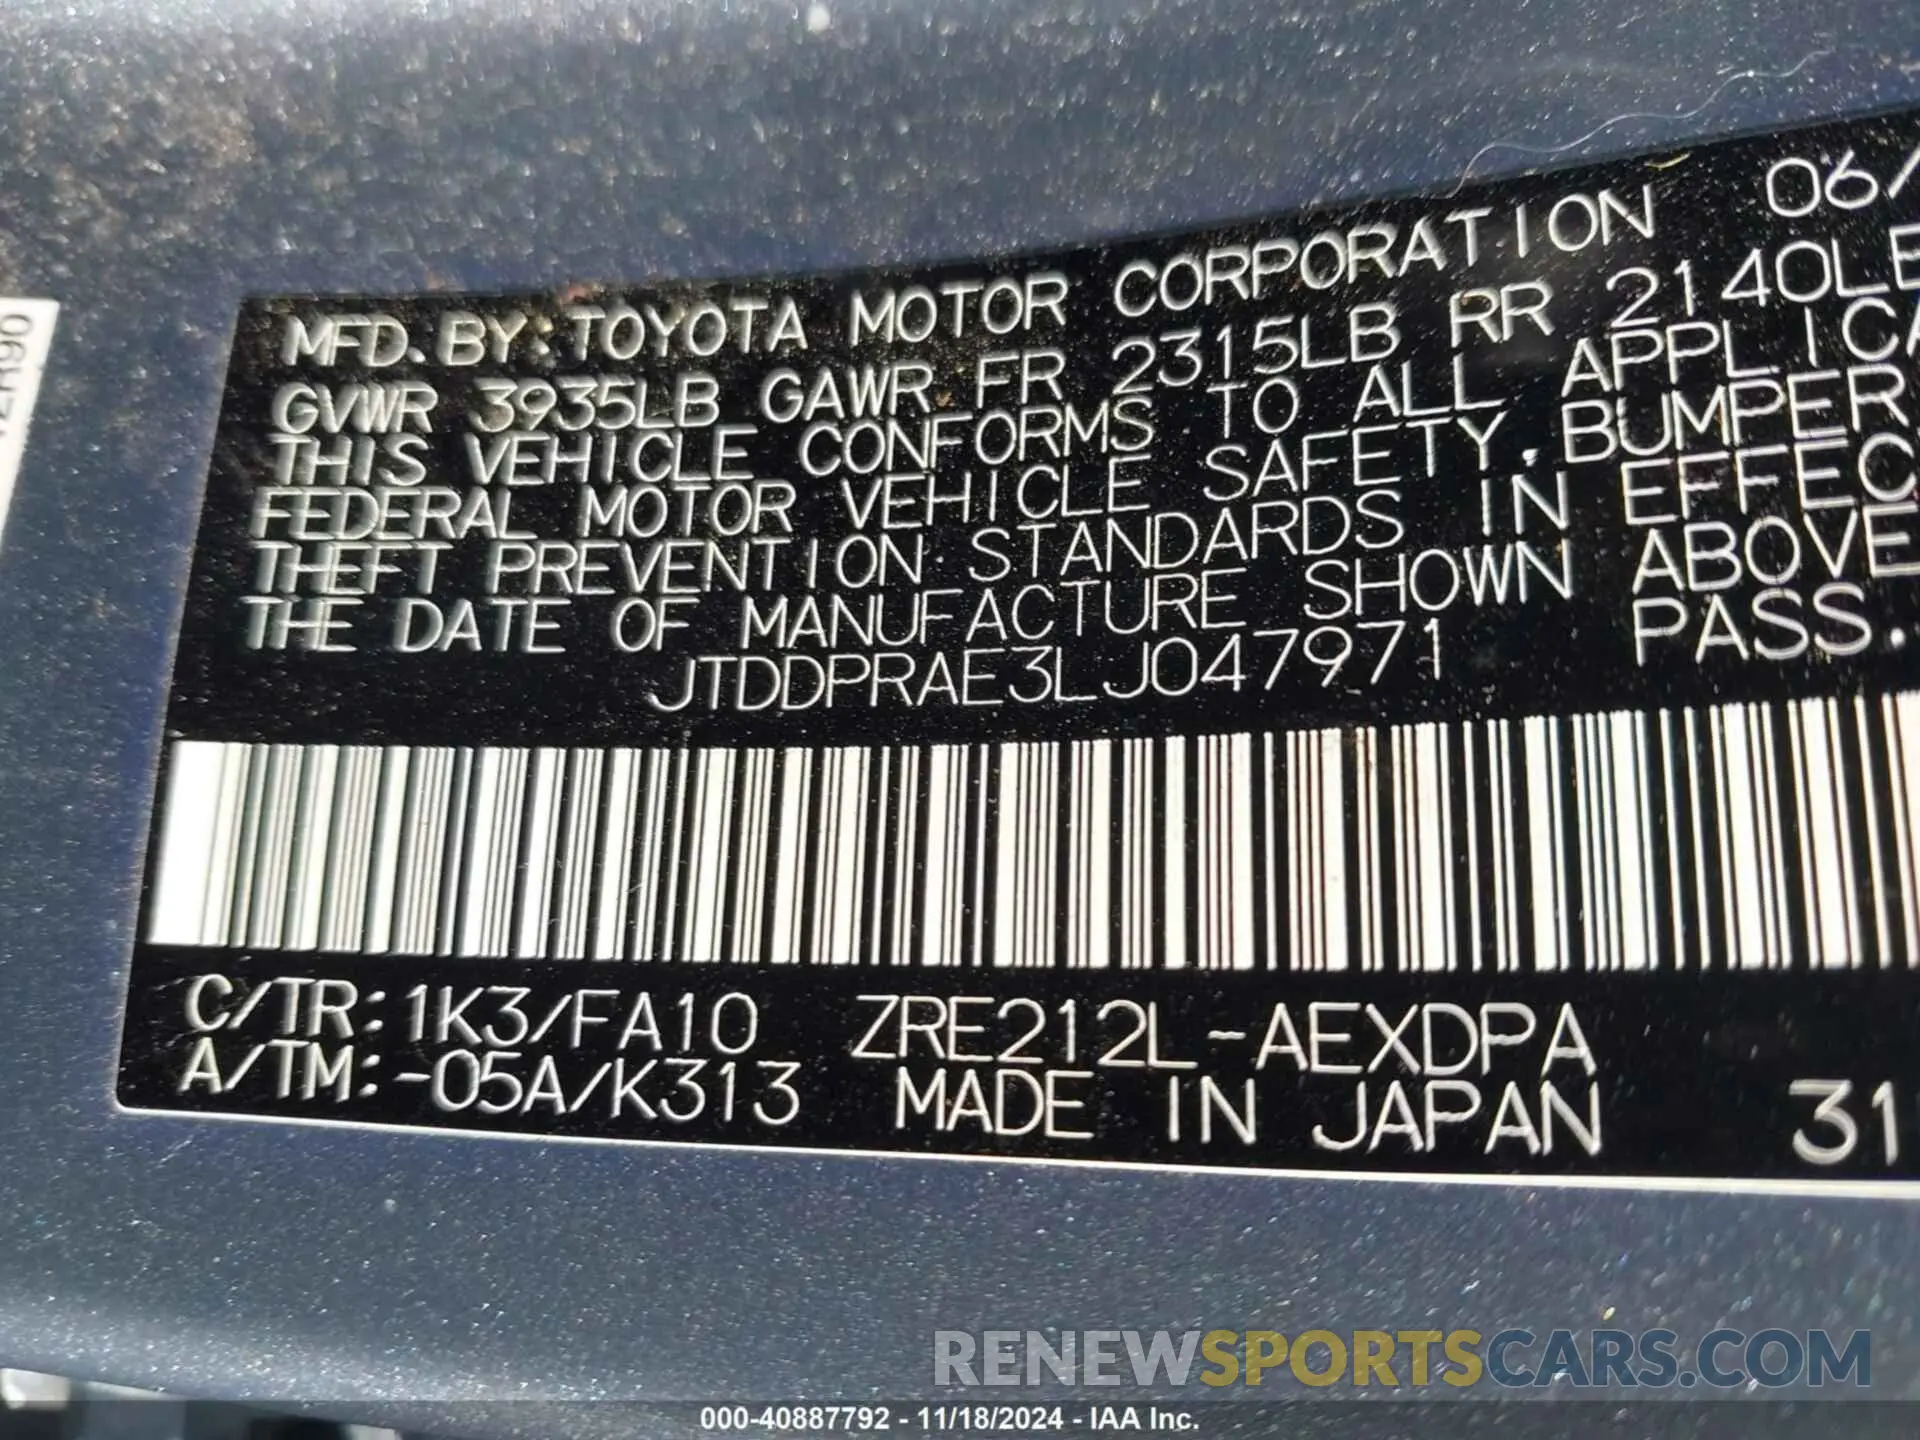 MFD. BY: TOYOTA MOTOR CORPORATION 06/
GVWR 3935LB GAWR FR 2315LB RR 2140L
THIS VEHICLE CONFORMS TO ALL APPLICA
FEDERAL MOTOR VEHICLE SAFETY, BUMPER
THEFT PREVENTION STANDARDS IN EFFEC
THE DATE OF MANUFACTURE SHOWN ABOVE
JTDDPRAE3LJ047971 PASS.
C/TR: 1K3/FA10 ZRE212L-AEXDPA
A/TM: -05A/K313 MADE IN JAPAN 31
RENEWSPORTSCARS.COM
000-40887792 - 11/18/2024 - IAA Inc.